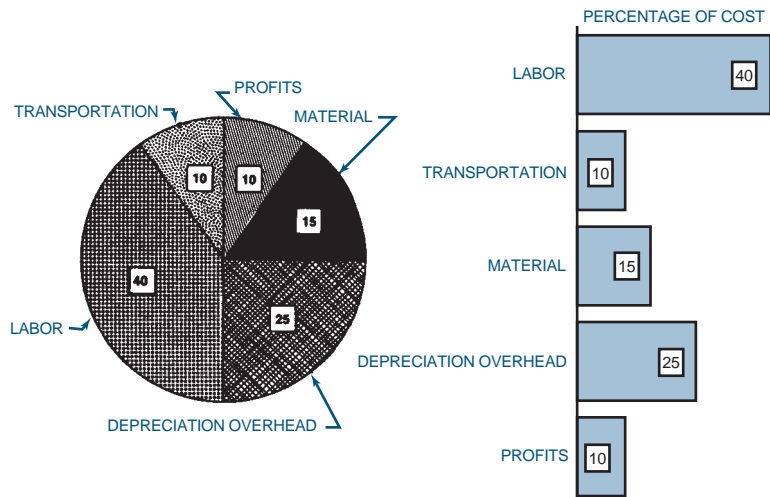 PROFITS
TRANSPORTATION
MATERIAL
10
10
15
40
25
LABOR
DEPRECIATION OVERHEAD
PERCENTAGE OF COST
LABOR
40
TRANSPORTATION
10
MATERIAL
15
DEPRECIATION OVERHEAD
25
PROFITS
10